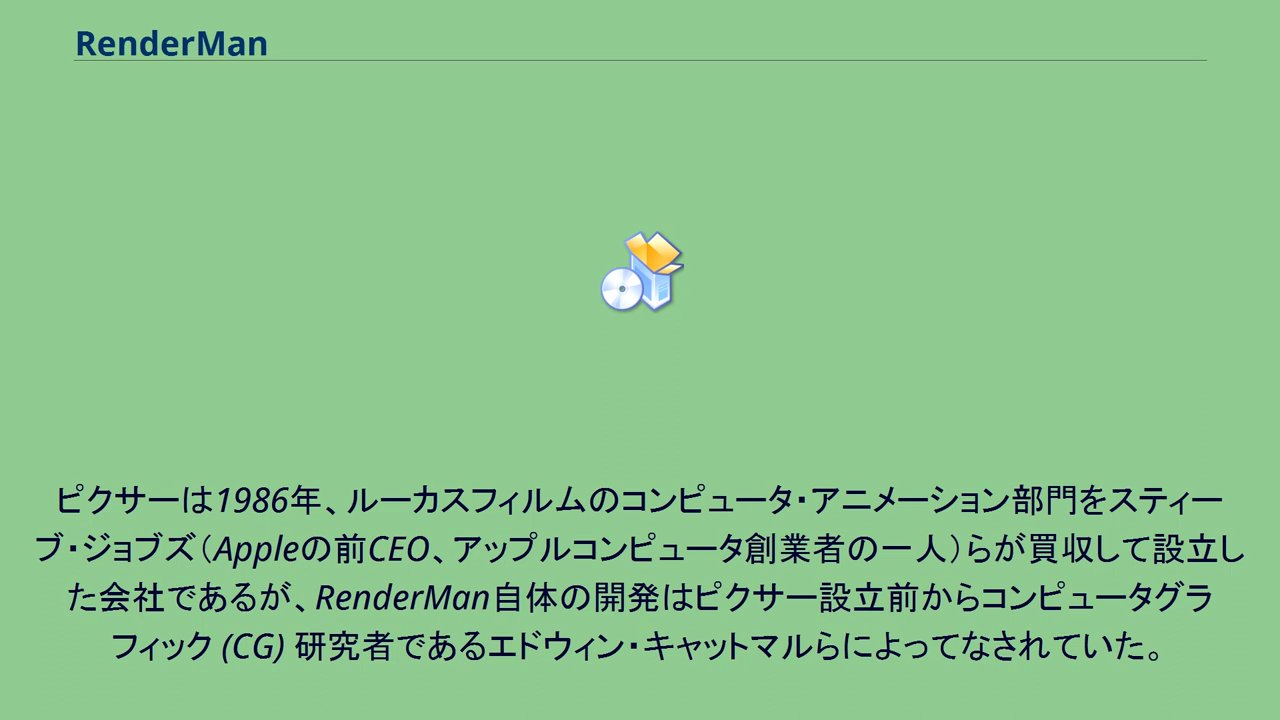 RenderMan
ピクサーは1986年、ルーカスフィルムのコンピュータ・アニメーション部門をスティー
ブ・ジョブズ（Appleの前CEO、アップルコンピュータ創業者の一人）らが買収して設立し
た会社であるが、RenderMan自体の開発はピクサー設立前からコンピュータグラ
フィック (CG) 研究者であるエドウィン・キャットマルらによってなされていた。